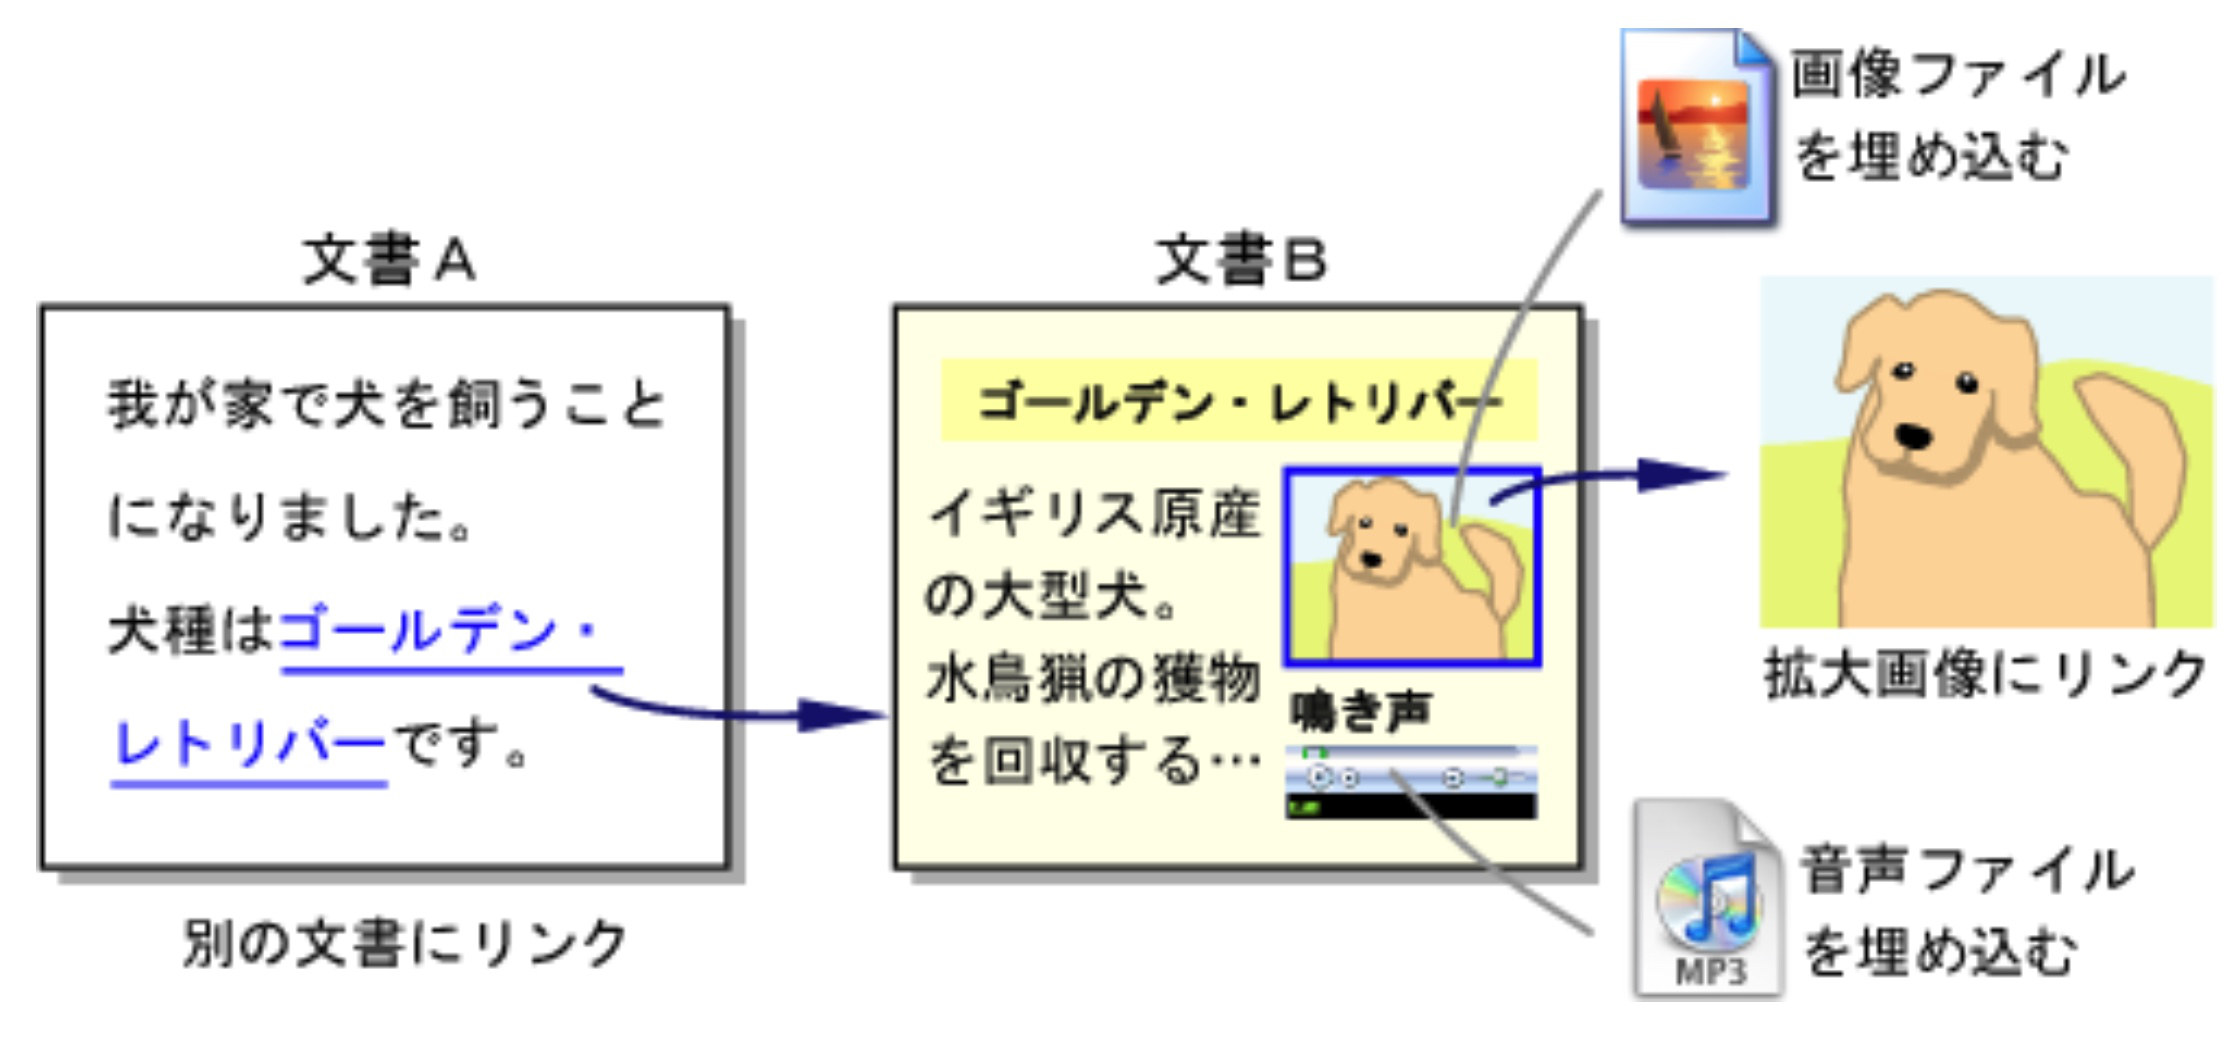 文書A
我が家で犬を飼うこと
になりました。
犬種はゴールデン・
レトリバーです。
別の文書にリンク
文書B
ゴールデン・レトリバー
イギリス原産
の大型犬。
水鳥猟の獲物
を回収する…
鳴き声
画像ファイル
を埋め込む
拡大画像にリンク
音声ファイル
を埋め込む
MP3